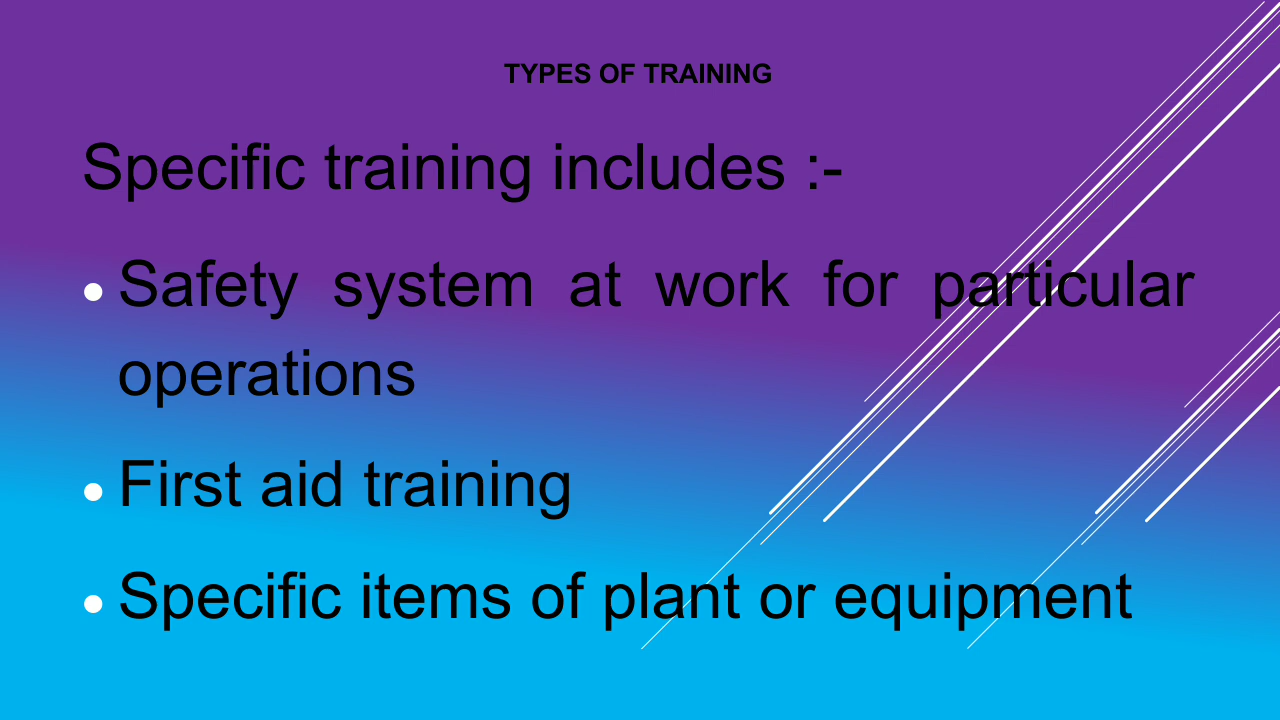 TYPES OF TRAINING
Specific training includes :-
• Safety system at work for particular
operations
• First aid training
• Specific items of plant or equipment